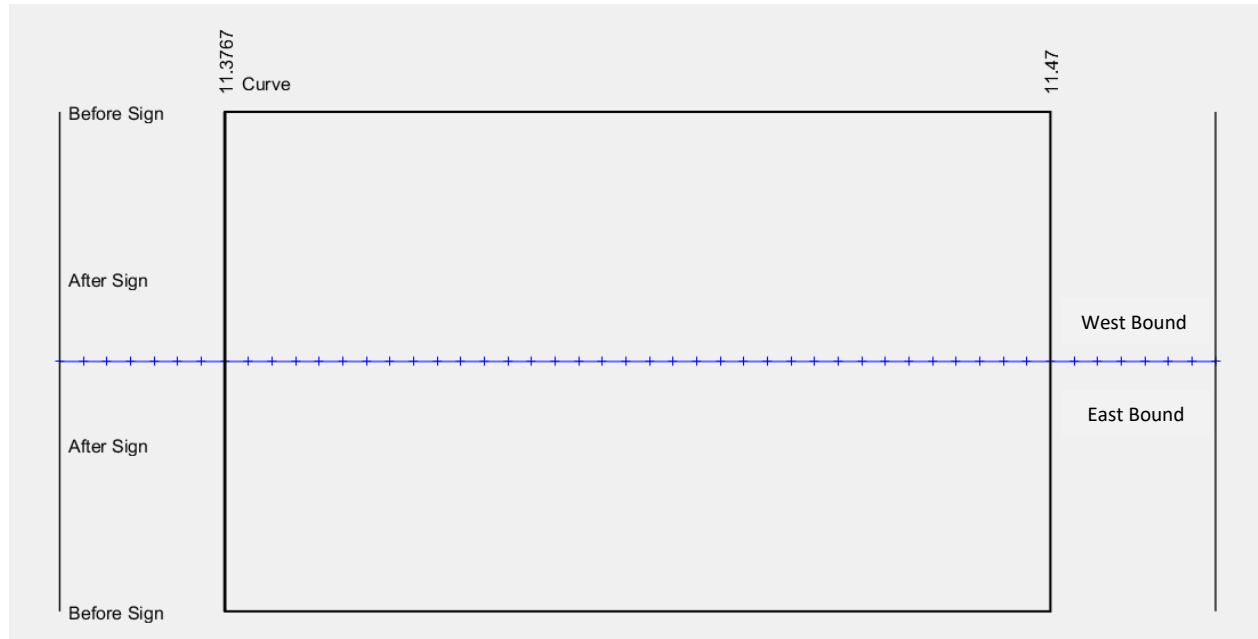 11.3767
11.47
Curve
Before Sign
After Sign
West Bound
East Bound
After Sign
Before Sign